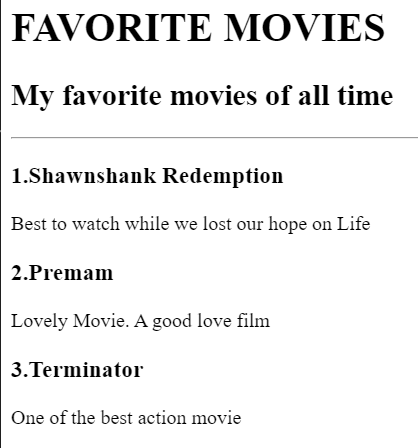 FAVORITE MOVIES
My favorite movies of all time
1.Shawnshank Redemption
Best to watch while we lost our hope on Life
2.Premam
Lovely Movie. A good love film
3.Terminator
One of the best action movie